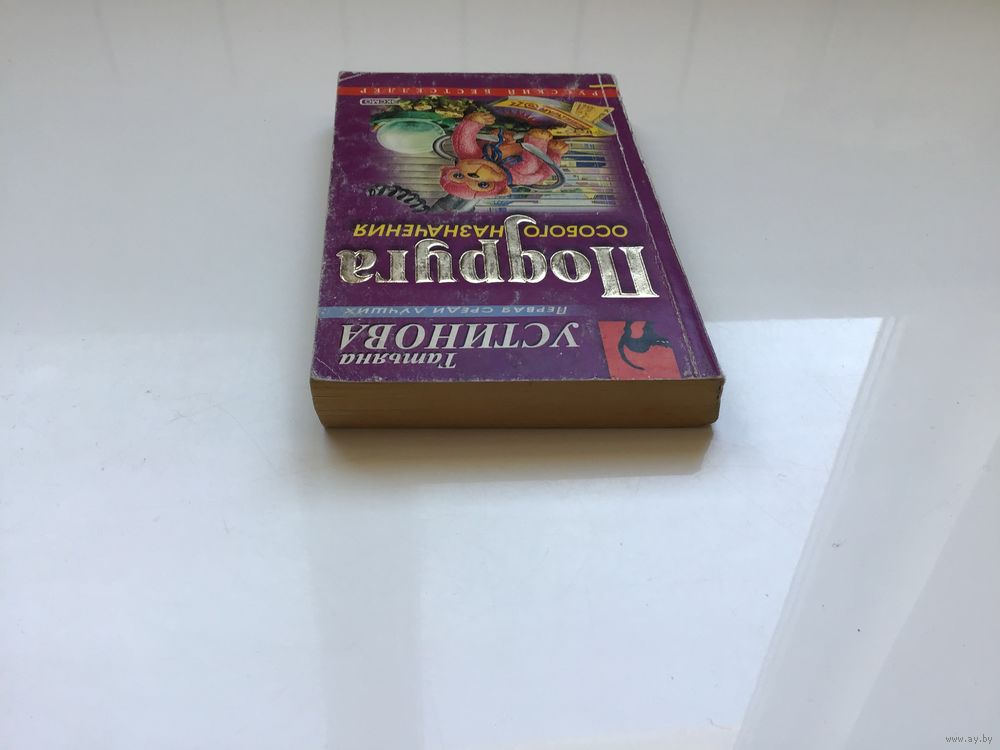 Татьяна
УСТИНОВА
ПЕРВАЯ СРЕДИ ЛУЧШИХ
Подруга
ОСОБОГО НАЗНАЧЕНИЯ
ЭКСМО
РУССКИЙ БЕСТСЕЛЛЕР
www.ay.by